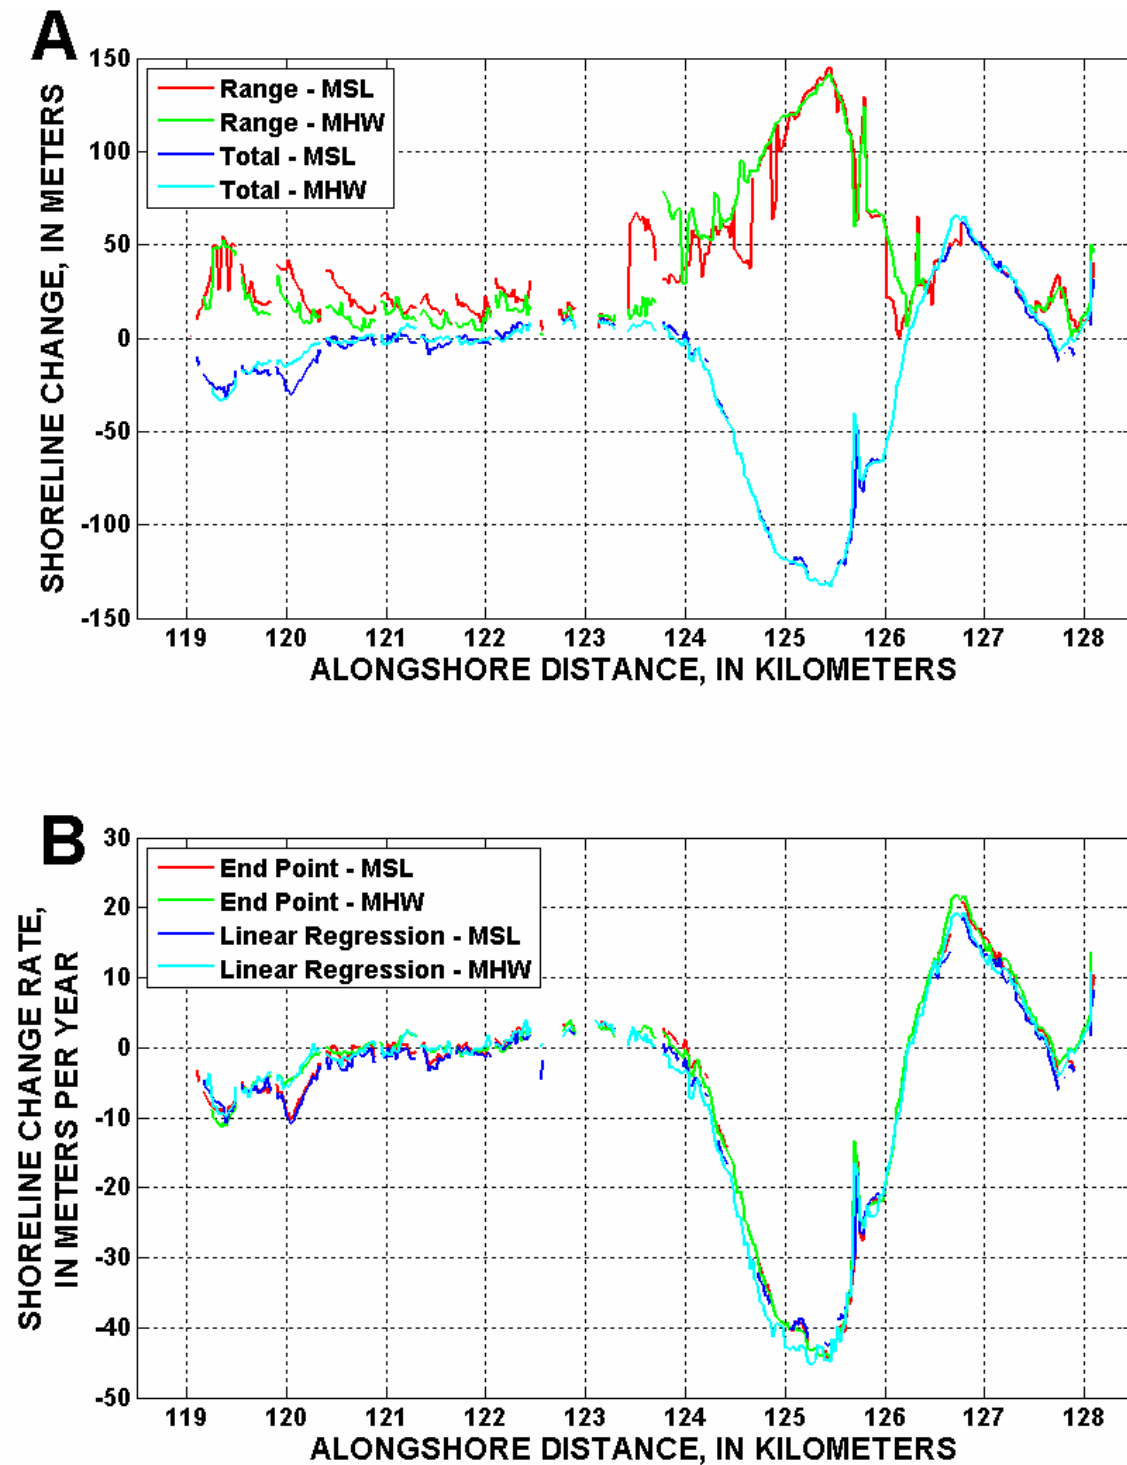 A
SHORELINE CHANGE, IN METERS
150
100
50
0
-50
-100
-150
Range - MSL
Range - MHW
Total - MSL
Total - MHW
119 120 121 122 123 124 125 126 127 128
ALONGSHORE DISTANCE, IN KILOMETERS
B
SHORELINE CHANGE RATE,
IN METERS PER YEAR
30
20
10
0
-10
-20
-30
-40
-50
End Point - MSL
End Point - MHW
Linear Regression - MSL
Linear Regression - MHW
119 120 121 122 123 124 125 126 127 128
ALONGSHORE DISTANCE, IN KILOMETERS